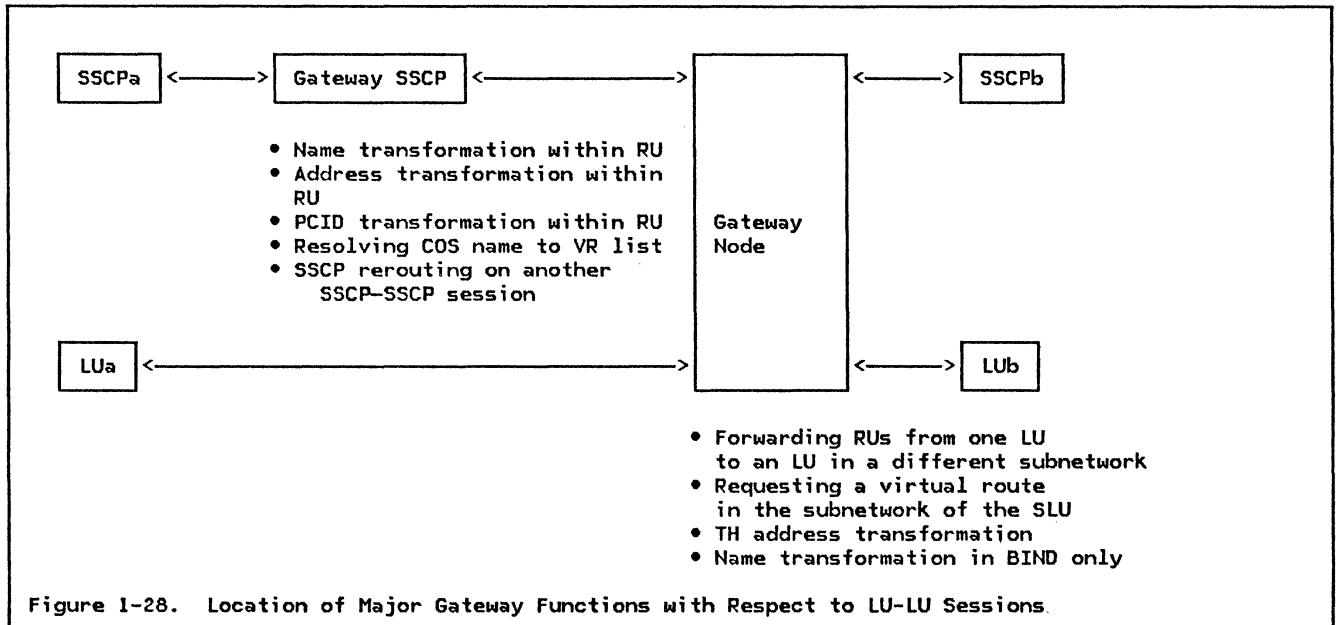 SSCPa <------> Gateway SSCP <------> <------> SSCPb
• Name transformation within RU
• Address transformation within
RU
• PCID transformation within RU
• Resolving COS name to VR list
• SSCP rerouting on another
SSCP-SSCP session
Gateway
Node
LUa <------> <------> LUb
• Forwarding RUs from one LU
to an LU in a different subnetwork
• Requesting a virtual route
in the subnetwork of the SLU
• TH address transformation
• Name transformation in BIND only
Figure 1-28. Location of Major Gateway Functions with Respect to LU-LU Sessions